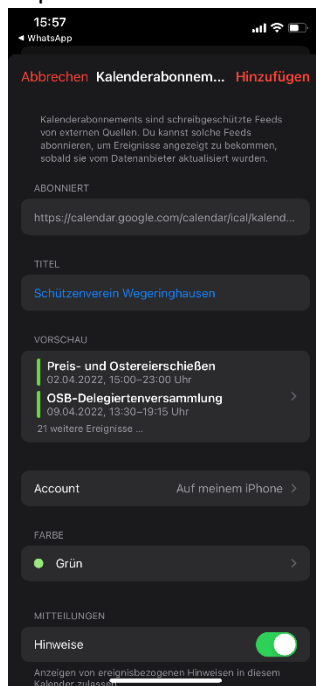 15:57
◀ WhatsApp
Abbrechen Kalenderabonnem... Hinzufügen
Kalenderabonnements sind schreibgeschützte Feeds
von externen Quellen. Du kannst solche Feeds
abonnieren, um Ereignisse angezeigt zu bekommen,
sobald sie vom Datenanbieter aktualisiert wurden.
ABONNIERT
https://calendar.google.com/calendar/ical/kalend...
TITEL
Schützenverein Wegeringhausen
VORSCHAU
Preis- und Ostereierschießen
02.04.2022, 15:00–23:00 Uhr
OSB-Delegiertenversammlung
09.04.2022, 13:30–19:15 Uhr
21 weitere Ereignisse ...
Account Auf meinem iPhone
FARBE
Grün
MITTEILUNGEN
Hinweise
Anzeigen von ereignisbezogenen Hinweisen in diesem
Kalender zulassen